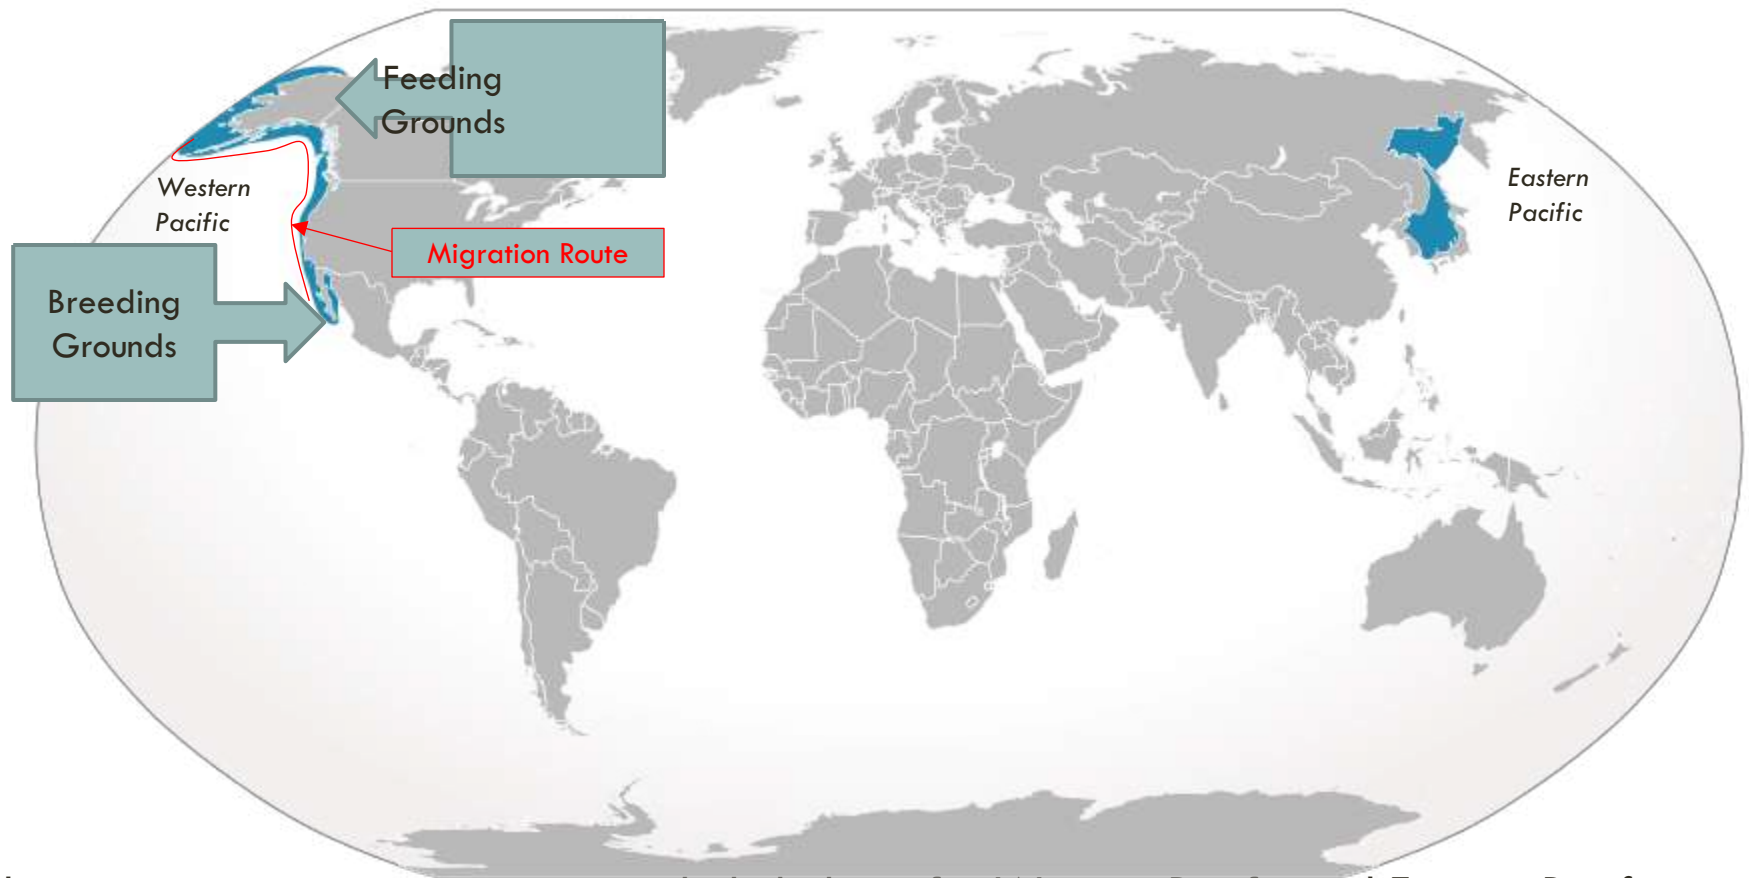 Feeding
Grounds
Western
Pacific
Eastern
Pacific
Migration Route
Breeding
Grounds